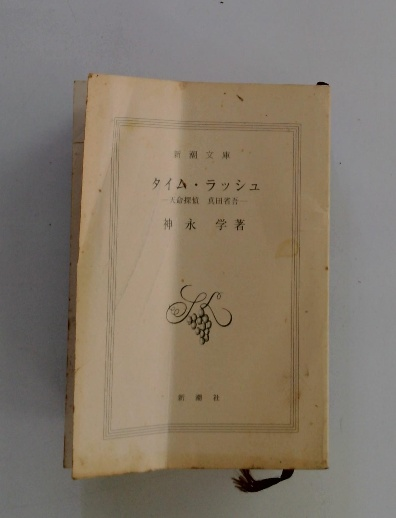 新潮文庫
タイム・ラッシュ
―天命探偵 真田省吾―
神永 学著
新潮社